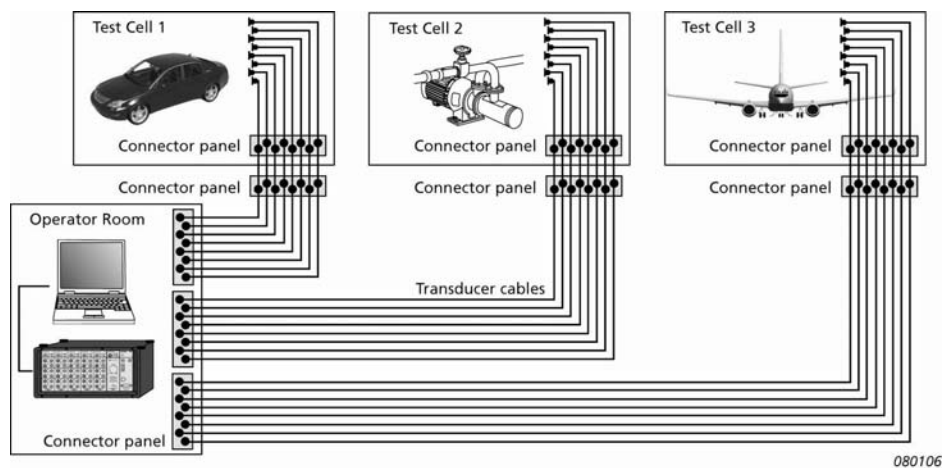 Test Cell 1
Test Cell 2
Test Cell 3
Connector panel
Connector panel
Connector panel
Connector panel
Connector panel
Connector panel
Operator Room
Transducer cables
Connector panel
080106